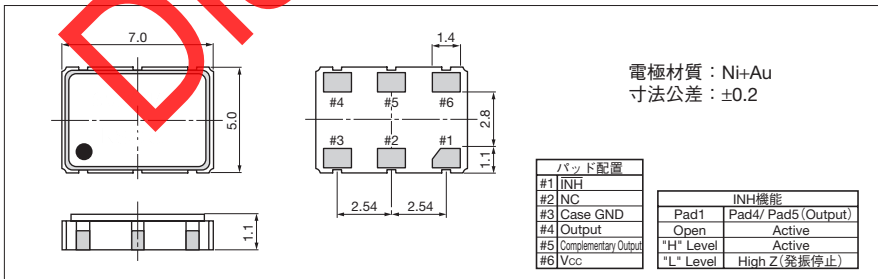 Dis
7.0
5.0
1.1
1.4
#4 #5 #6
#3 #2 #1
2.8
1.1
2.54 2.54
電極材質：Ni+Au
寸法公差：±0.2
パッド配置
#1 INH
#2 NC
#3 Case GND
#4 Output
#5 Complementary Output
#6 Vcc
INH機能
Pad1 Pad4/ Pad5(Output)
Open Active
"H" Level Active
"L" Level High Z(発振停止)